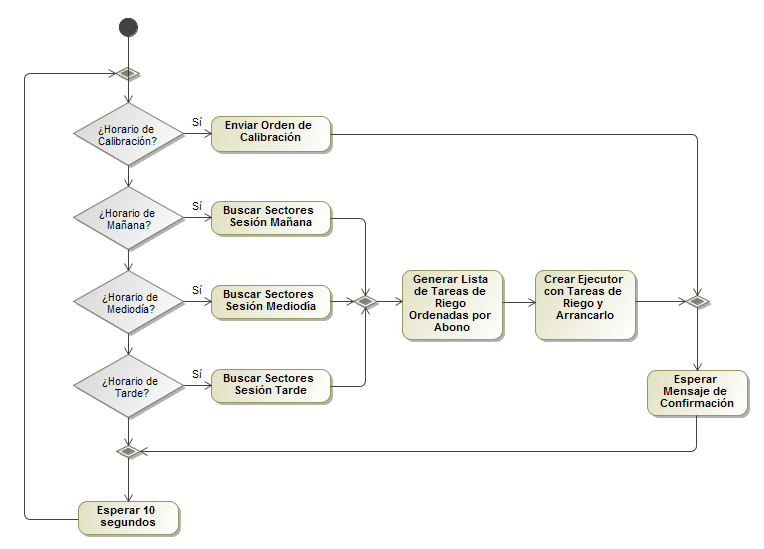 ¿Horario de
Calibración?
Sí
Enviar Orden de
Calibración
¿Horario de
Mañana?
Sí
Buscar Sectores
Sesión Mañana
¿Horario de
Mediodía?
Sí
Buscar Sectores
Sesión Mediodía
¿Horario de
Tarde?
Sí
Buscar Sectores
Sesión Tarde
Generar Lista
de Tareas de
Riego
Ordenadas por
Abono
Crear Ejecutor
con Tareas de
Riego y
Arrancarlo
Esperar
Mensaje de
Confirmación
Esperar 10
segundos